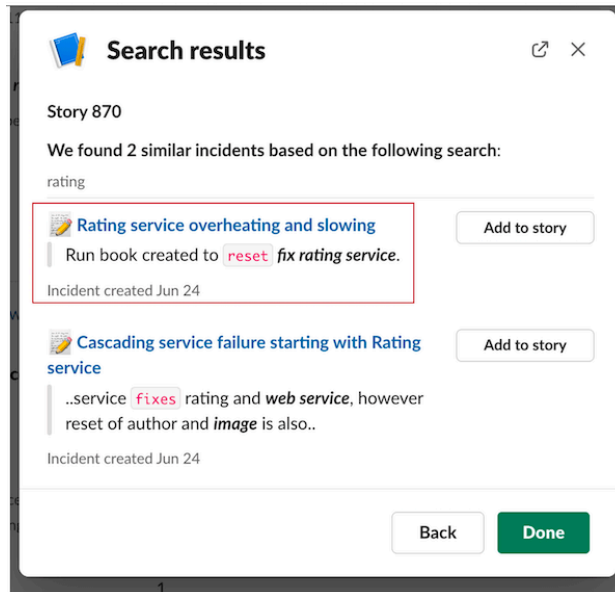 Search results
Story 870
We found 2 similar incidents based on the following search:
rating
Rating service overheating and slowing
Add to story
Run book created to reset fix rating service.
Incident created Jun 24
Cascading service failure starting with Rating
service
Add to story
..service fixes rating and web service, however
reset of author and image is also..
Incident created Jun 24
Back
Done
1